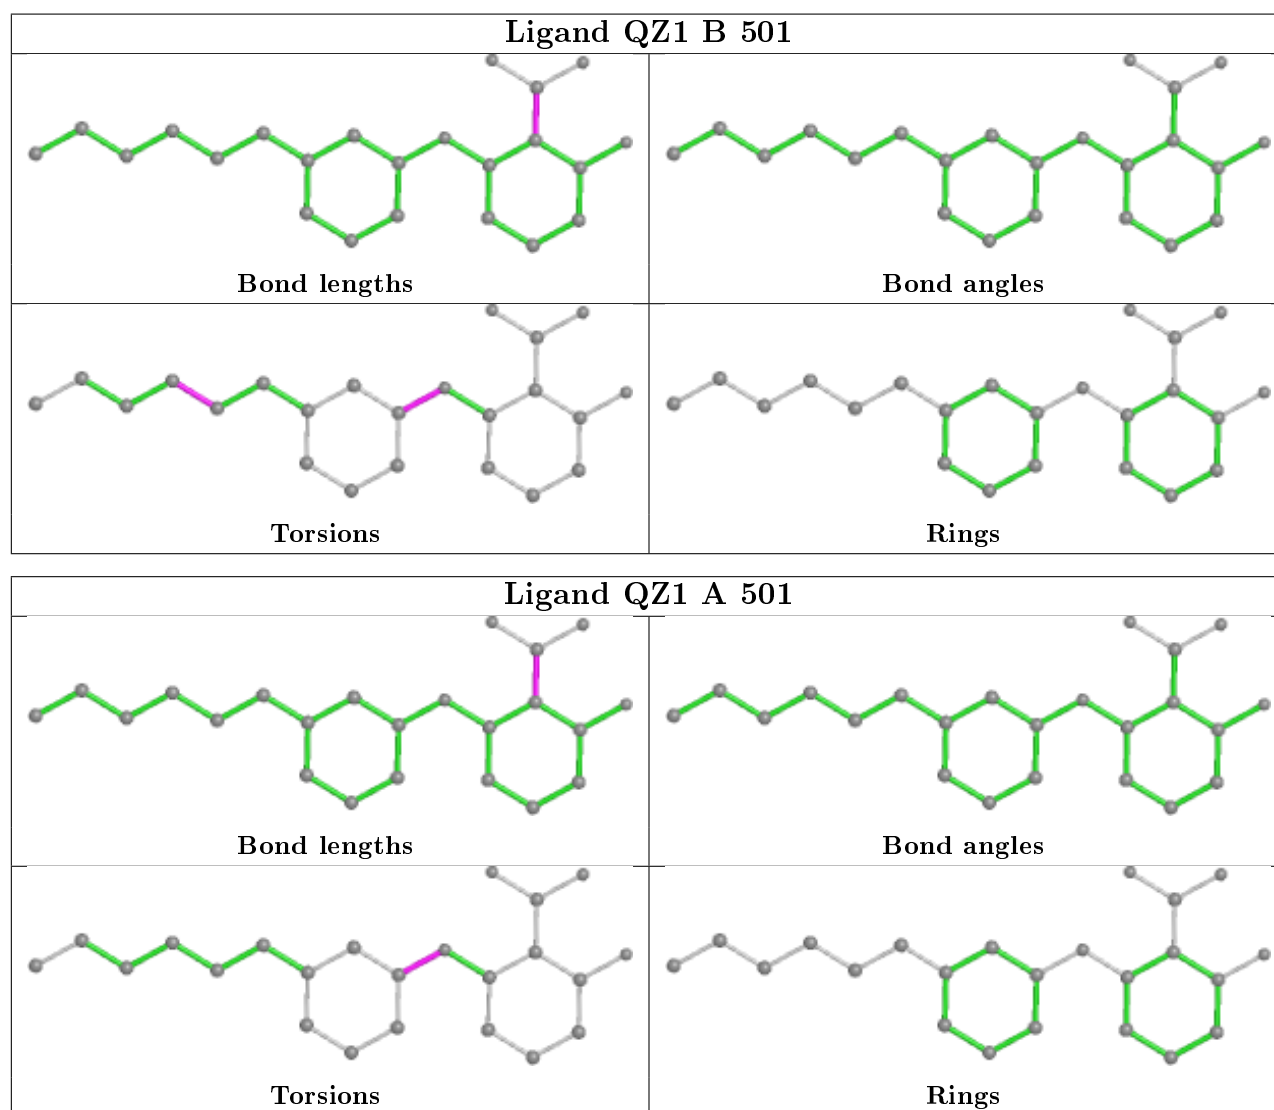 Ligand QZ1 B 501
Bond lengths
Bond angles
Torsions
Rings
Ligand QZ1 A 501
Bond lengths
Bond angles
Torsions
Rings